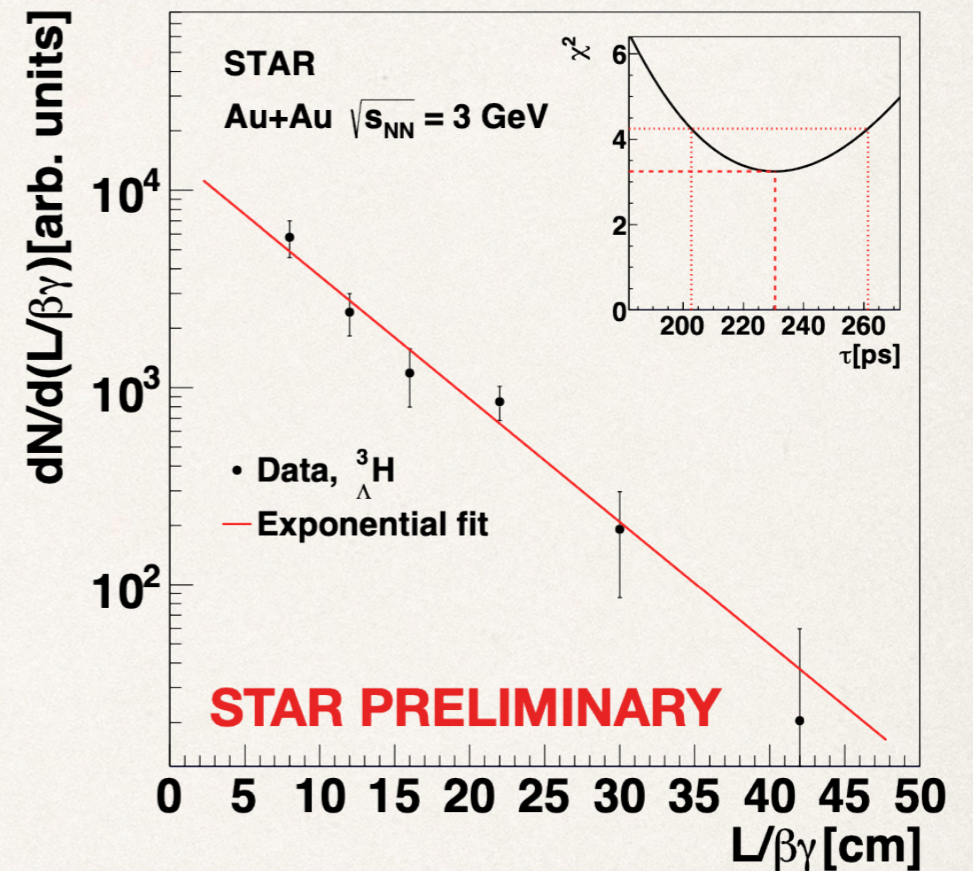 dN/d(L/βγ)[arb. units]
STAR
Au+Au √s_NN = 3 GeV
10⁴
10³
10²
Data, ³_ΛH
Exponential fit
STAR PRELIMINARY
0 5 10 15 20 25 30 35 40 45 50
L/βγ[cm]
χ²
6
4
2
0
200 220 240 260
τ[ps]